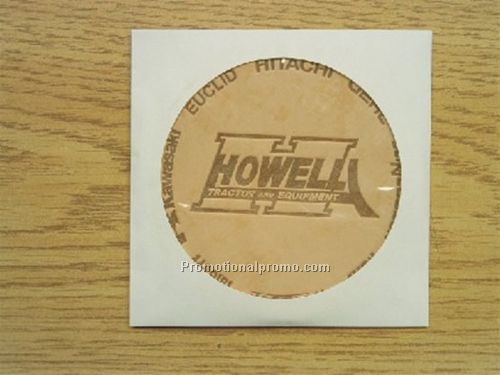 EUCLID HITACHI
Kawasaki
HOWELL
TRACTOR AND EQUIPMENT
Promotionalpromo.com